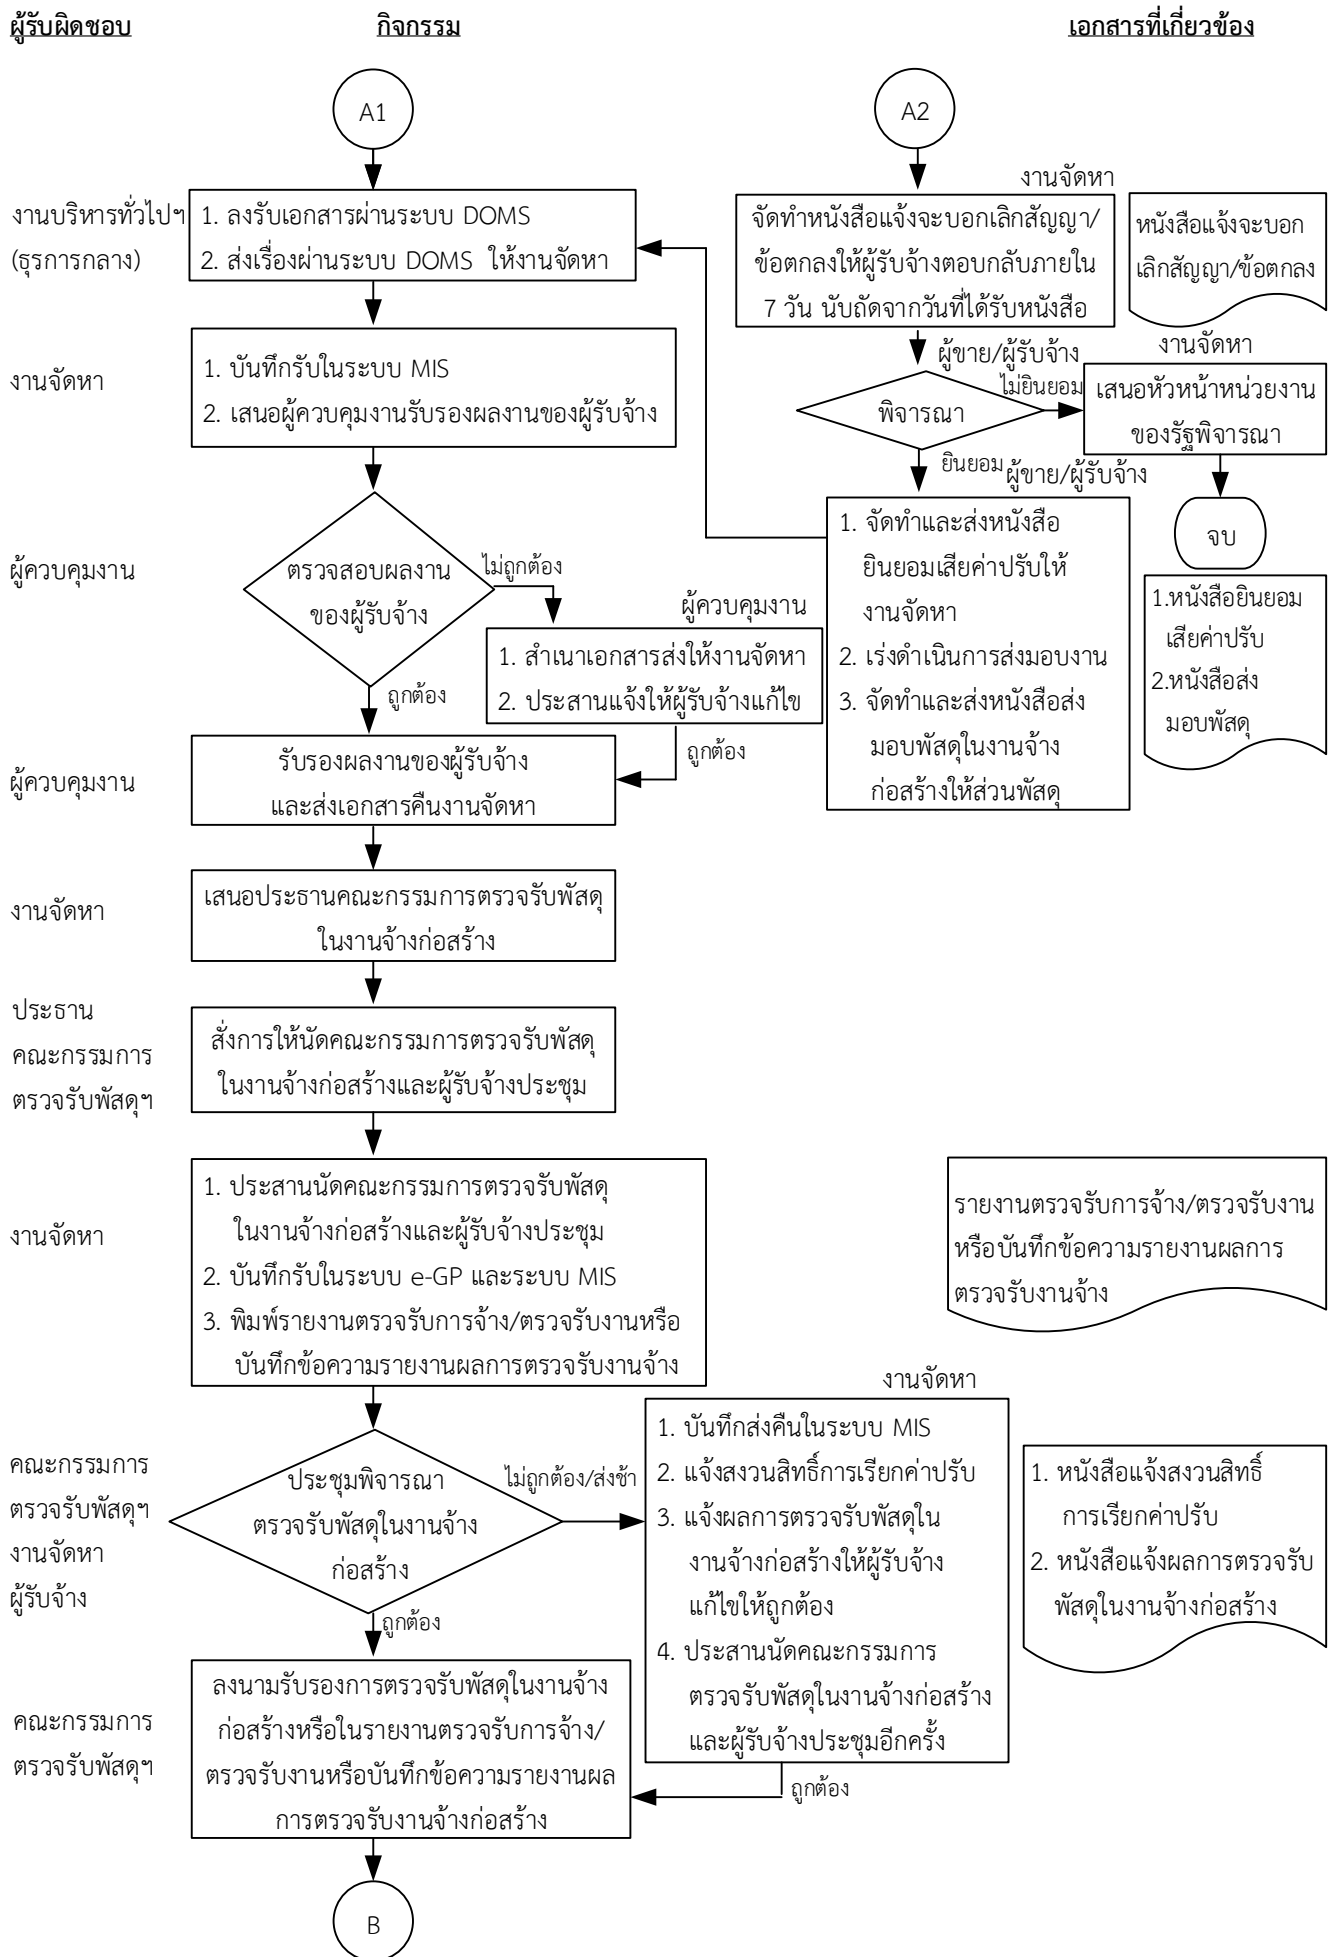 ผู้รับผิดชอบ
กิจกรรม
เอกสารที่เกี่ยวข้อง
A1
A2
งานบริหารทั่วไปฯ
(ธุรการกลาง)
1. ลงรับเอกสารผ่านระบบ DOMS
2. ส่งเรื่องผ่านระบบ DOMS ให้งานจัดหา
งานจัดหา
จัดทำหนังสือแจ้งจะบอกเลิกสัญญา/
ข้อตกลงให้ผู้รับจ้างตอบกลับภายใน
7 วัน นับถัดจากวันที่ได้รับหนังสือ
หนังสือแจ้งจะบอก
เลิกสัญญา/ข้อตกลง
งานจัดหา
1. บันทึกรับในระบบ MIS
2. เสนอผู้ควบคุมงานรับรองผลงานของผู้รับจ้าง
ผู้ขาย/ผู้รับจ้าง
พิจารณา
ไม่ยินยอม
งานจัดหา
เสนอหัวหน้าหน่วยงาน
ของรัฐพิจารณา
จบ
ยินยอม
ผู้ขาย/ผู้รับจ้าง
1. จัดทำและส่งหนังสือ
ยินยอมเสียค่าปรับให้
งานจัดหา
2. เร่งดำเนินการส่งมอบงาน
3. จัดทำและส่งหนังสือส่ง
มอบพัสดุในงานจ้าง
ก่อสร้างให้ส่วนพัสดุ
1.หนังสือยินยอม
เสียค่าปรับ
2.หนังสือส่ง
มอบพัสดุ
ผู้ควบคุมงาน
ตรวจสอบผลงาน
ของผู้รับจ้าง
ไม่ถูกต้อง
ผู้ควบคุมงาน
1. สำเนาเอกสารส่งให้งานจัดหา
2. ประสานแจ้งให้ผู้รับจ้างแก้ไข
ถูกต้อง
ถูกต้อง
ผู้ควบคุมงาน
รับรองผลงานของผู้รับจ้าง
และส่งเอกสารคืนงานจัดหา
งานจัดหา
เสนอประธานคณะกรรมการตรวจรับพัสดุ
ในงานจ้างก่อสร้าง
ประธาน
คณะกรรมการ
ตรวจรับพัสดุฯ
สั่งการให้นัดคณะกรรมการตรวจรับพัสดุ
ในงานจ้างก่อสร้างและผู้รับจ้างประชุม
งานจัดหา
1. ประสานนัดคณะกรรมการตรวจรับพัสดุ
ในงานจ้างก่อสร้างและผู้รับจ้างประชุม
2. บันทึกรับในระบบ e-GP และระบบ MIS
3. พิมพ์รายงานตรวจรับการจ้าง/ตรวจรับงานหรือ
บันทึกข้อความรายงานผลการตรวจรับงานจ้าง
รายงานตรวจรับการจ้าง/ตรวจรับงาน
หรือบันทึกข้อความรายงานผลการ
ตรวจรับงานจ้าง
คณะกรรมการ
ตรวจรับพัสดุฯ
งานจัดหา
ผู้รับจ้าง
ประชุมพิจารณา
ตรวจรับพัสดุในงานจ้าง
ก่อสร้าง
ไม่ถูกต้อง/ส่งช้า
งานจัดหา
1. บันทึกส่งคืนในระบบ MIS
2. แจ้งสงวนสิทธิ์การเรียกค่าปรับ
3. แจ้งผลการตรวจรับพัสดุใน
งานจ้างก่อสร้างให้ผู้รับจ้าง
แก้ไขให้ถูกต้อง
4. ประสานนัดคณะกรรมการ
ตรวจรับพัสดุในงานจ้างก่อสร้าง
และผู้รับจ้างประชุมอีกครั้ง
1. หนังสือแจ้งสงวนสิทธิ์
การเรียกค่าปรับ
2. หนังสือแจ้งผลการตรวจรับ
พัสดุในงานจ้างก่อสร้าง
ถูกต้อง
ถูกต้อง
คณะกรรมการ
ตรวจรับพัสดุฯ
ลงนามรับรองการตรวจรับพัสดุในงานจ้าง
ก่อสร้างหรือในรายงานตรวจรับการจ้าง/
ตรวจรับงานหรือบันทึกข้อความรายงานผล
การตรวจรับงานจ้างก่อสร้าง
B